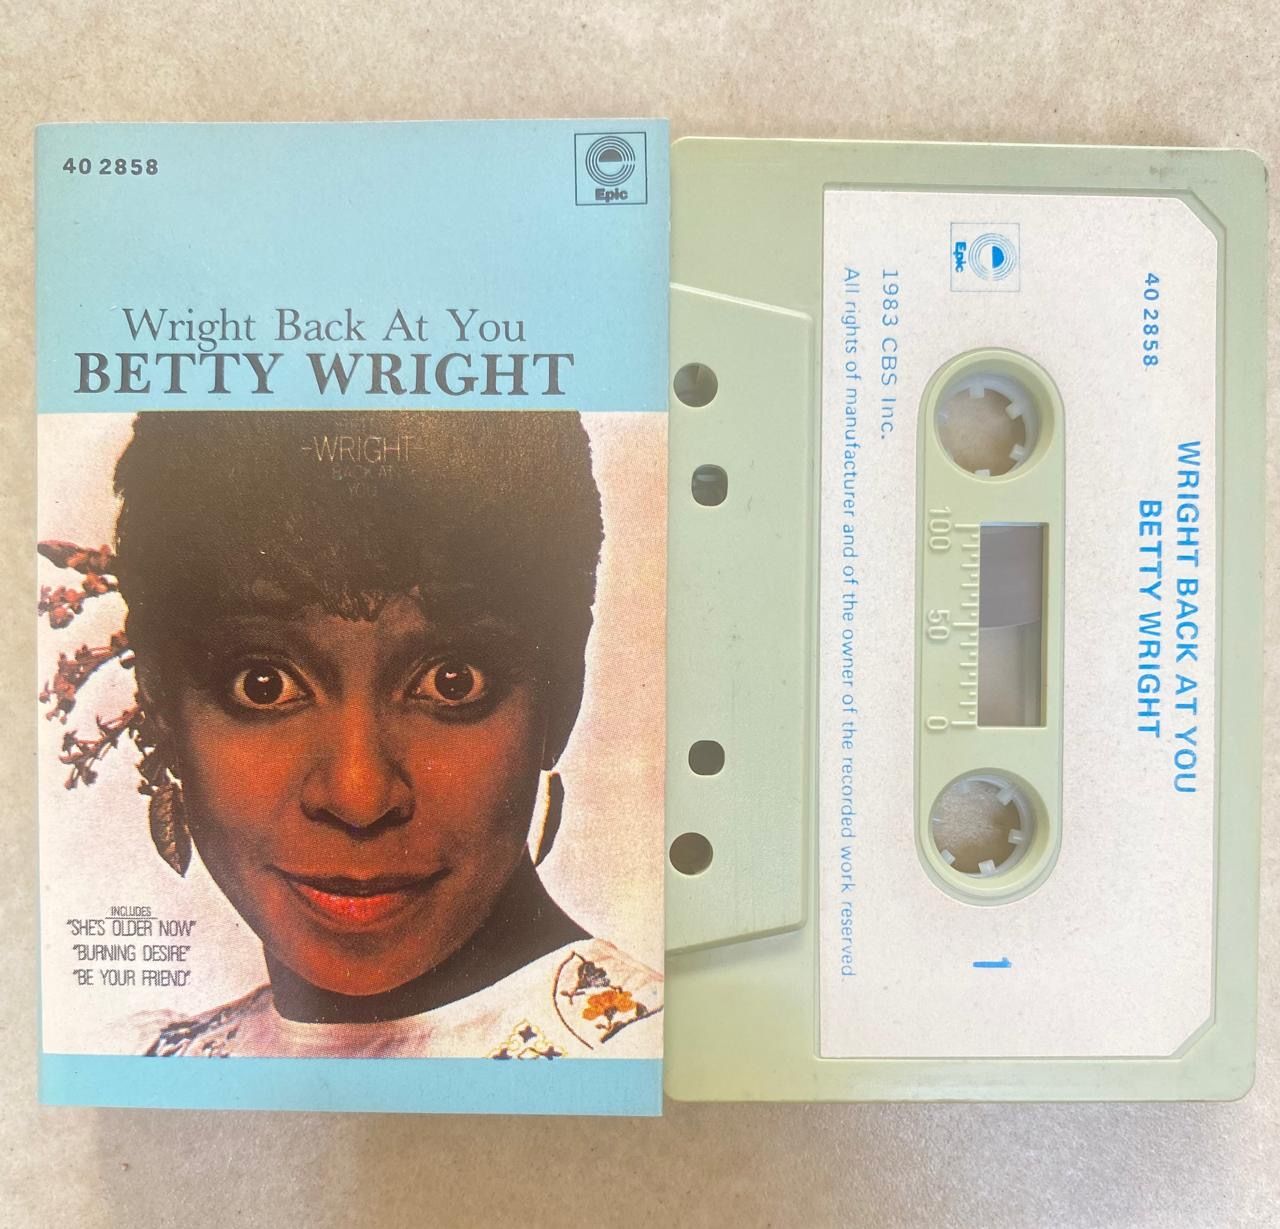 40 2858
Epic
Wright Back At You
BETTY WRIGHT
-WRIGHT
BACK AT
YOU
INCLUDES
"SHE'S OLDER NOW"
"BURNING DESIRE"
"BE YOUR FRIEND"
40 2858
Epic
WRIGHT BACK AT YOU
BETTY WRIGHT
100 50 0
1
1983 CBS Inc.
All rights of manufacturer and of the owner of the recorded work reserved